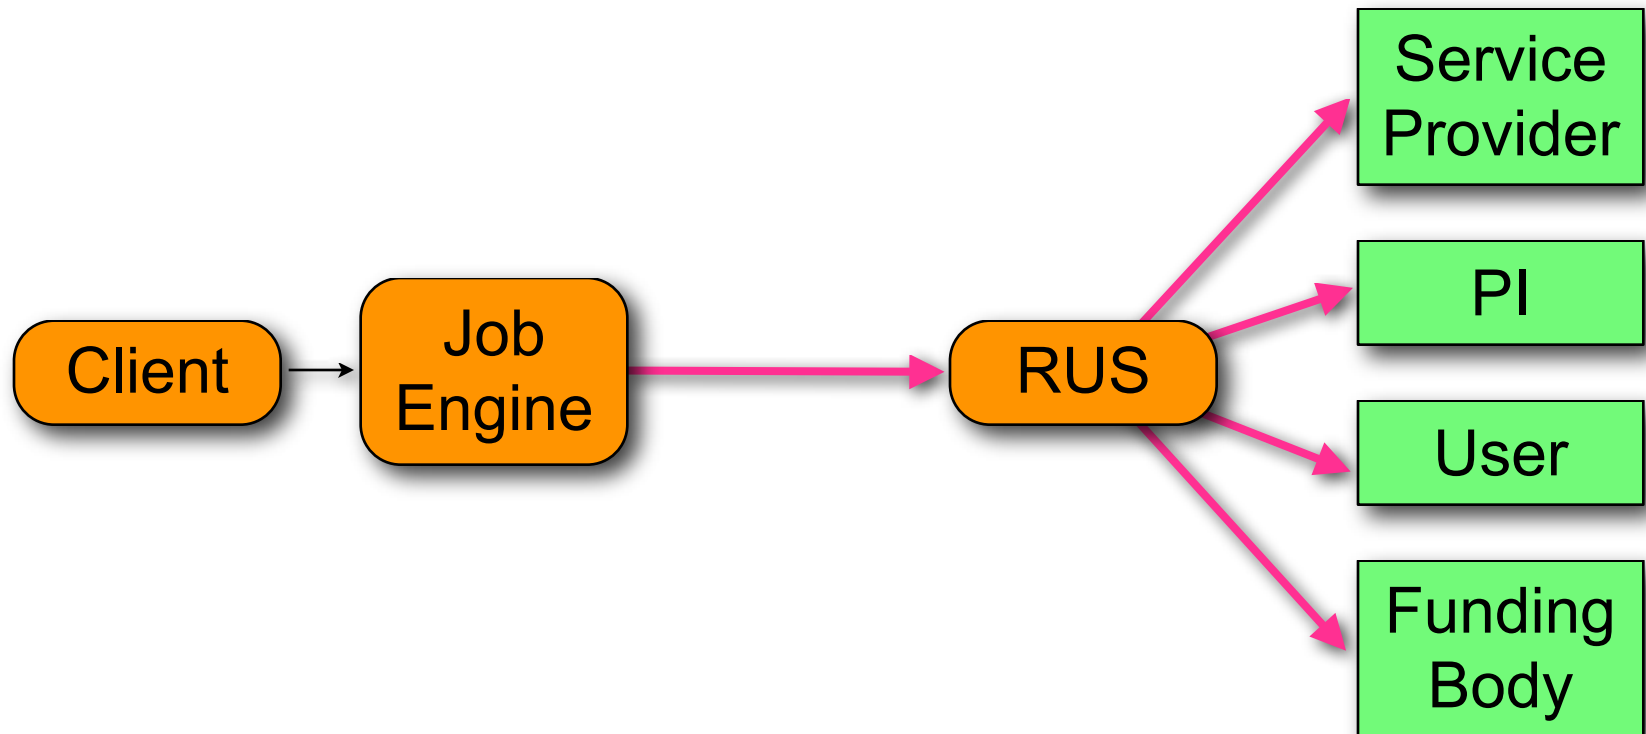 Client
Job
Engine
RUS
Service
Provider
PI
User
Funding
Body